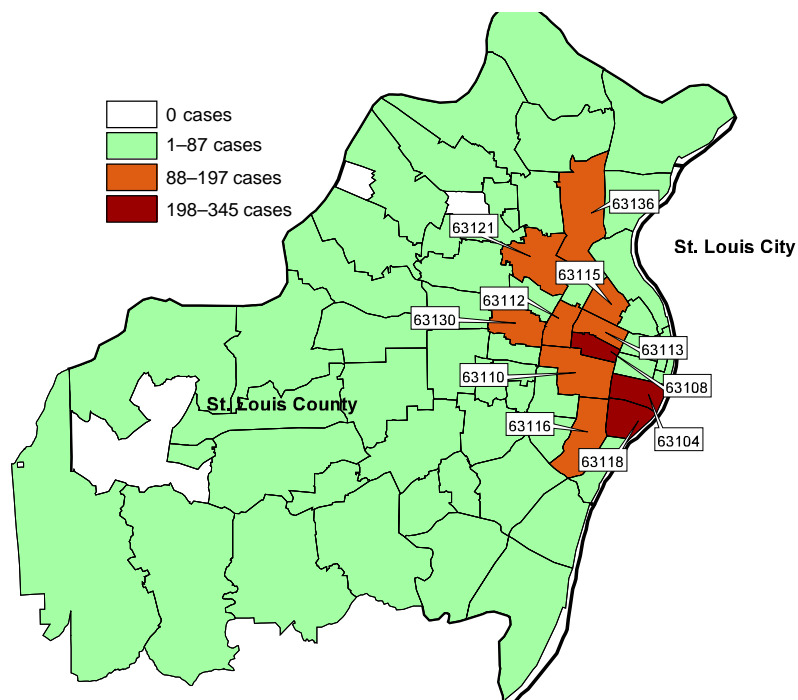 0 cases
1–87 cases
88–197 cases
198–345 cases
63136
63121
St. Louis City
63115
63112
63130
63113
63110
63108
St. Louis County
63116
63104
63118